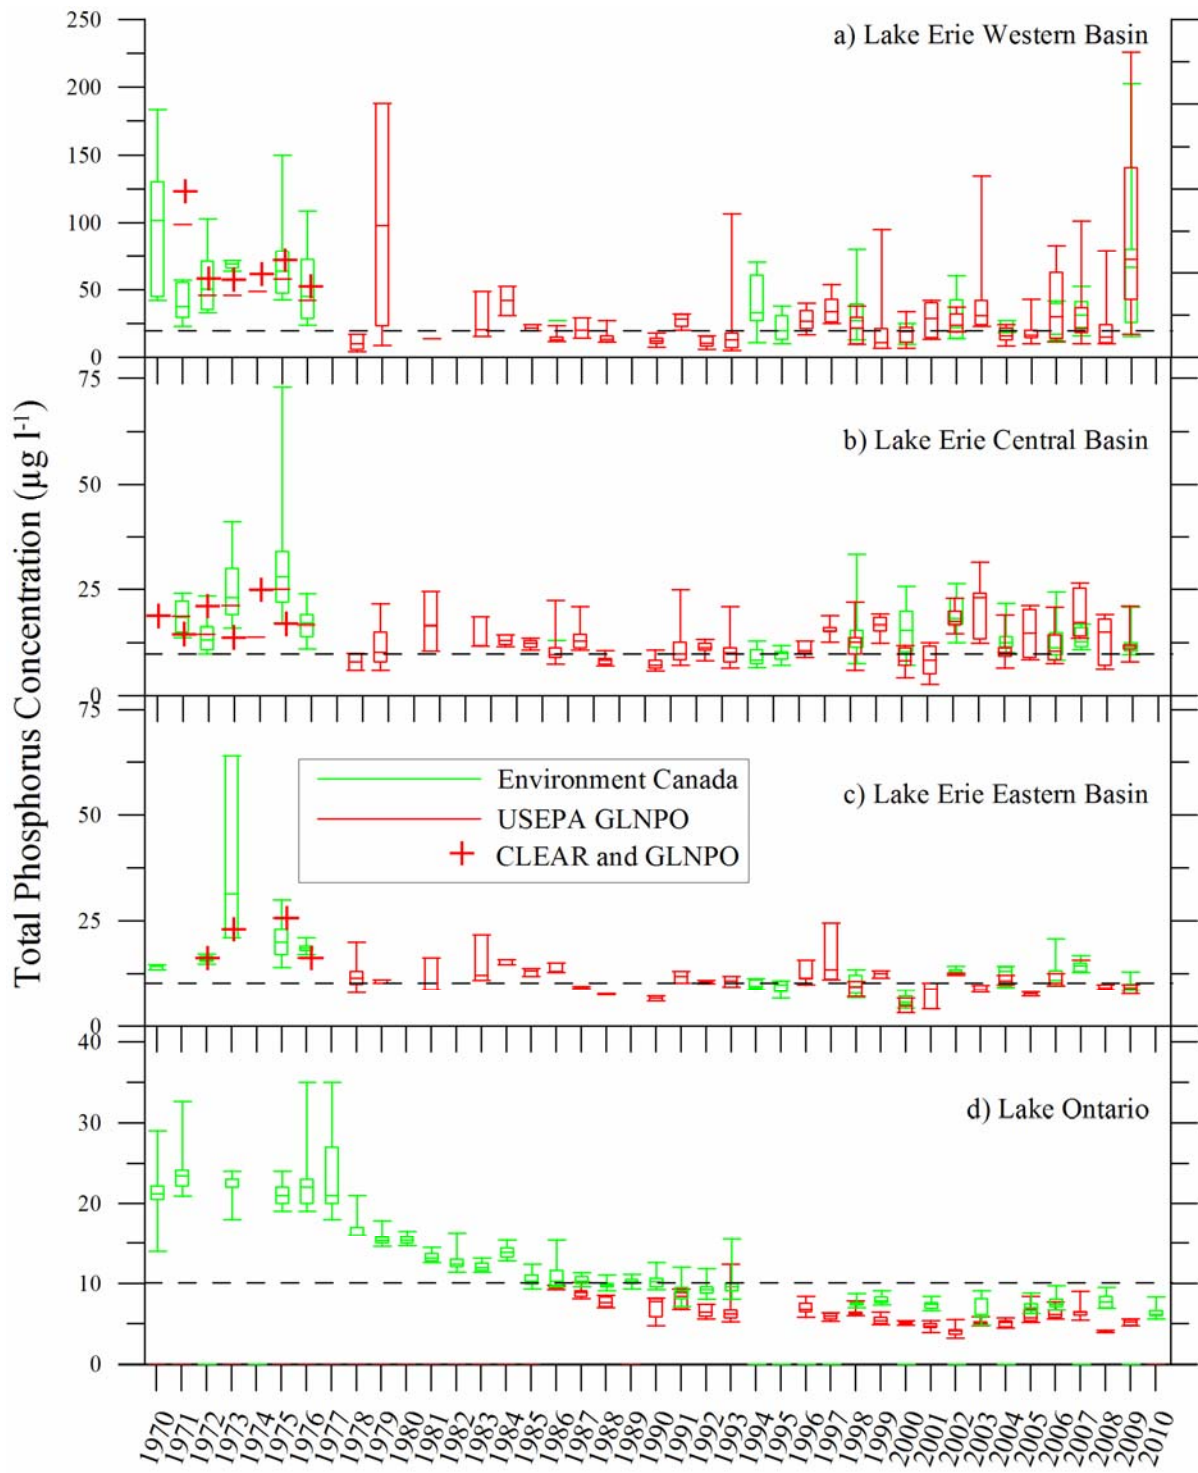 Total Phosphorus Concentration (µg l⁻¹)
a) Lake Erie Western Basin
250
200
150
100
50
0
b) Lake Erie Central Basin
75
50
25
0
c) Lake Erie Eastern Basin
75
50
25
0
Environment Canada
USEPA GLNPO
CLEAR and GLNPO
d) Lake Ontario
40
30
20
10
0
1970 1971 1972 1973 1974 1975 1976 1977 1978 1979 1980 1981 1982 1983 1984 1985 1986 1987 1988 1989 1990 1991 1992 1993 1994 1995 1996 1997 1998 1999 2000 2001 2002 2003 2004 2005 2006 2007 2008 2009 2010